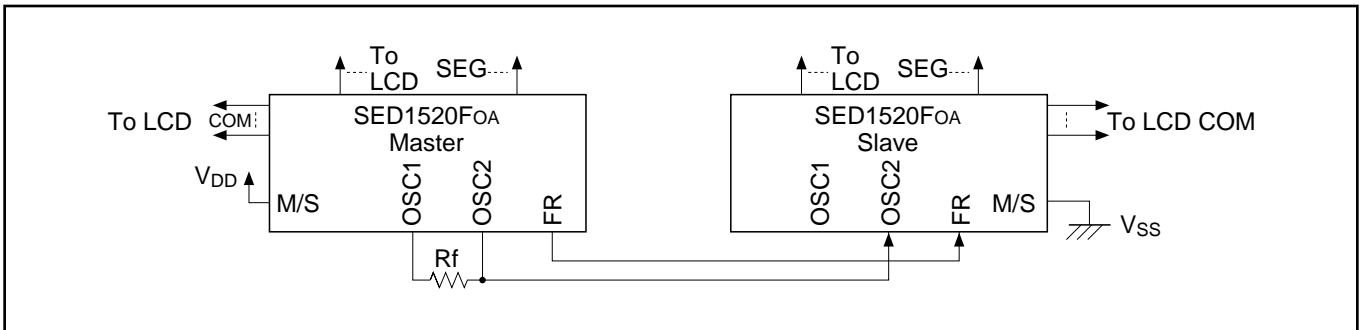 To LCD SEG
To LCD COM
SED1520FOA
Master
VDD
M/S
OSC1
OSC2
FR
Rf
To LCD SEG
SED1520FOA
Slave
OSC1
OSC2
FR
M/S
To LCD COM
VSS